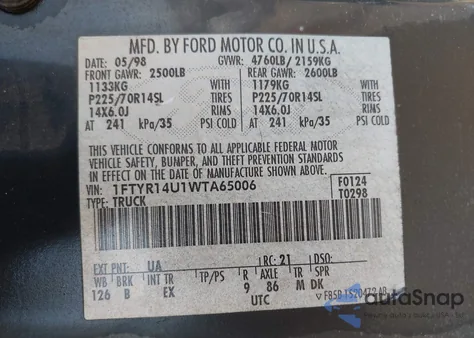 MFD. BY FORD MOTOR CO. IN U.S.A.
DATE: 05/98 GVWR: 4760LB/ 2159KG
FRONT GAWR: 2500LB REAR GAWR: 2600LB
1133KG WITH 1179KG WITH
P225/70R14SL TIRES P225/70R14SL TIRES
14X6.0J RIMS 14X6.0J RIMS
AT 241 kPa/35 PSI COLD AT 241 kPa/35 PSI COLD
THIS VEHICLE CONFORMS TO ALL APPLICABLE FEDERAL MOTOR
VEHICLE SAFETY, BUMPER, AND THEFT PREVENTION STANDARDS
IN EFFECT ON THE DATE OF MANUFACTURE SHOWN ABOVE.
VIN: 1FTYR14U1WTA65006 F0124
TYPE: TRUCK T0298
EXT PNT: UA RC: 21 DSO:
WB BRK INT TR TP/PS R AXLE TR SPR
126 B EX 9 86 M DK
UTC
autoSnap